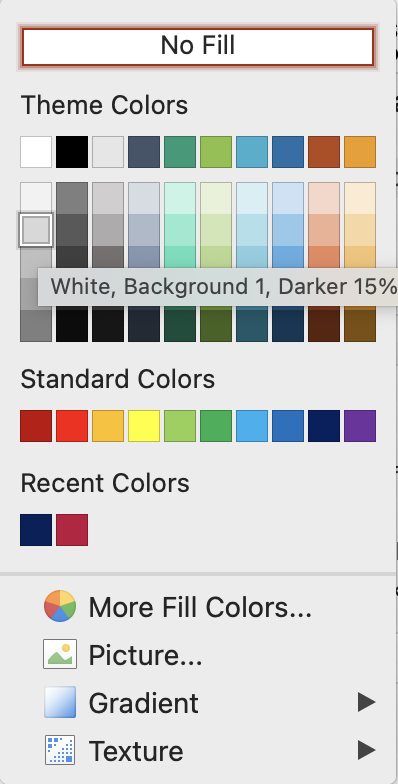 No Fill
Theme Colors
White, Background 1, Darker 15%
Standard Colors
Recent Colors
More Fill Colors...
Picture...
Gradient
Texture